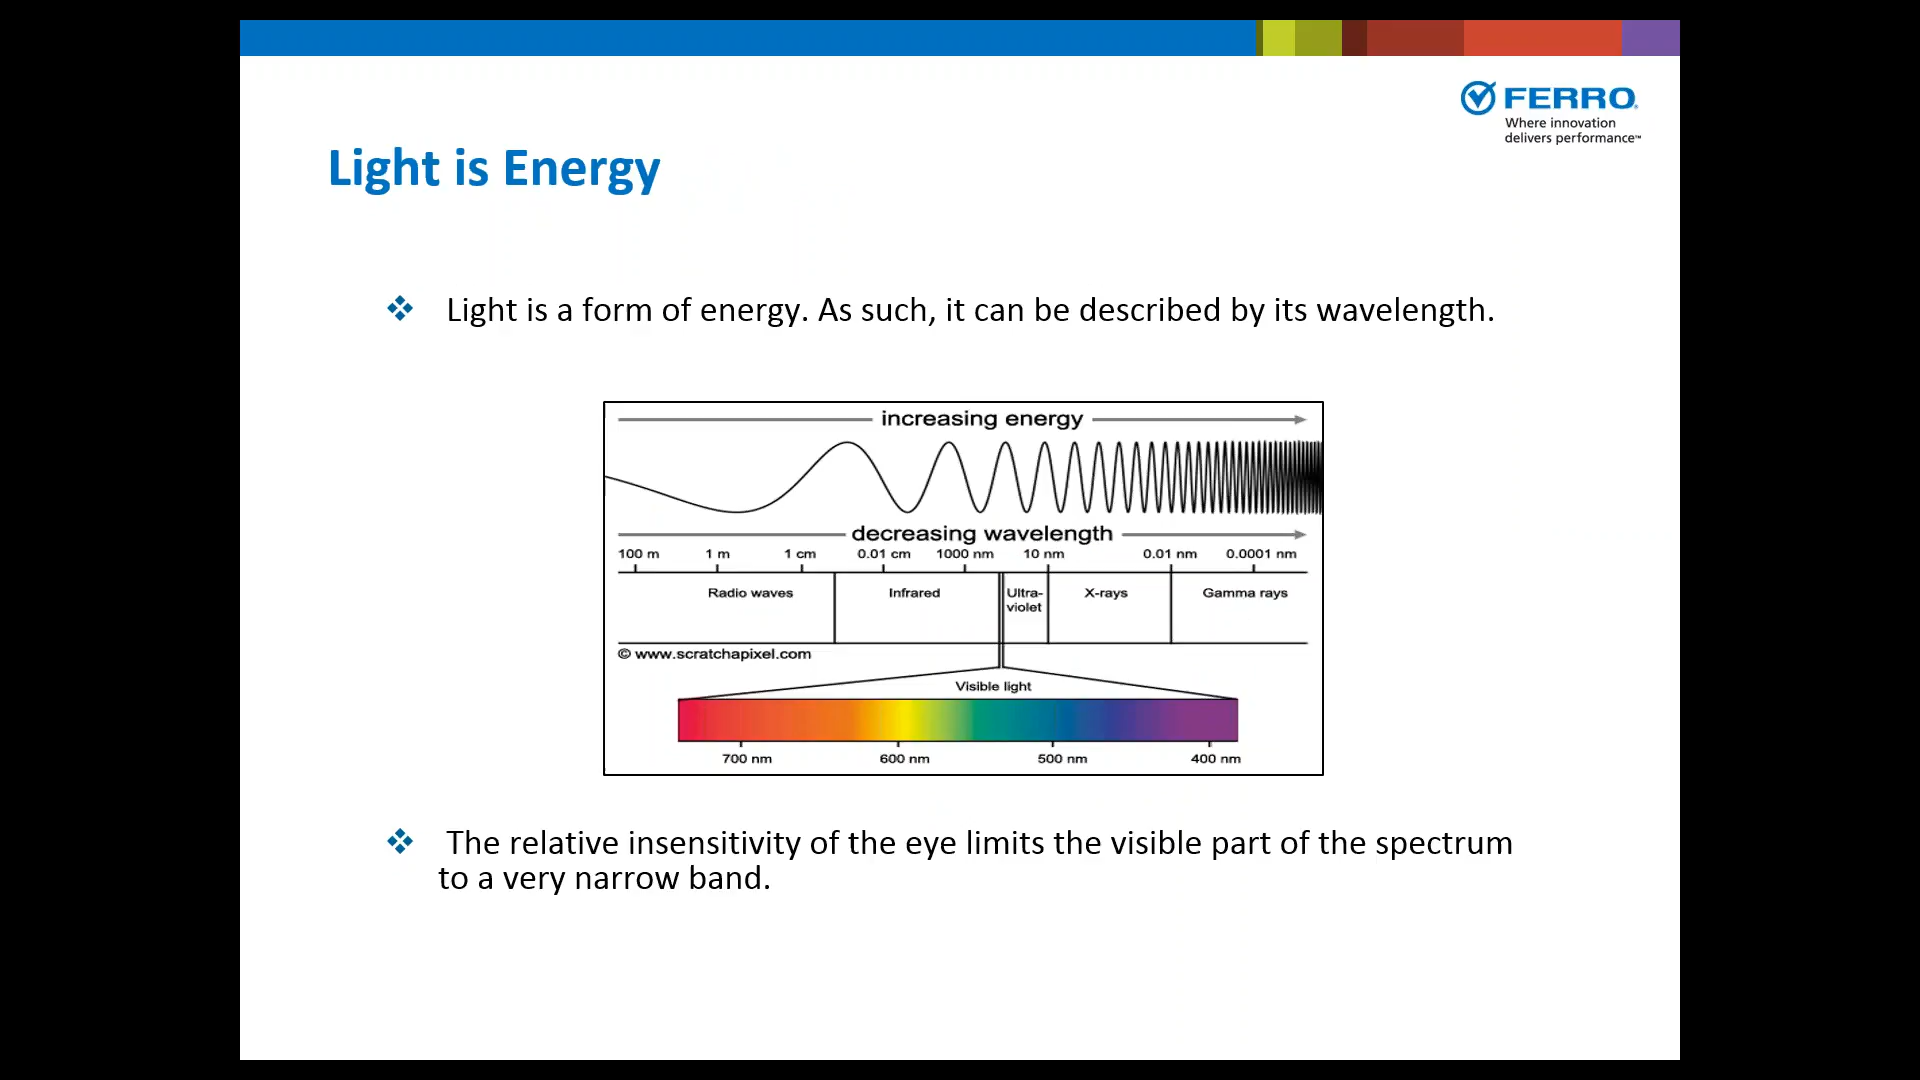 FERRO
Where innovation
delivers performance™
Light is Energy
Light is a form of energy. As such, it can be described by its wavelength.
increasing energy
decreasing wavelength
100 m 1 m 1 cm 0.01 cm 1000 nm 10 nm 0.01 nm 0.0001 nm
Radio waves Infrared Ultra- X-rays Gamma rays
violet
© www.scratchapixel.com
Visible light
700 nm 600 nm 500 nm 400 nm
The relative insensitivity of the eye limits the visible part of the spectrum
to a very narrow band.